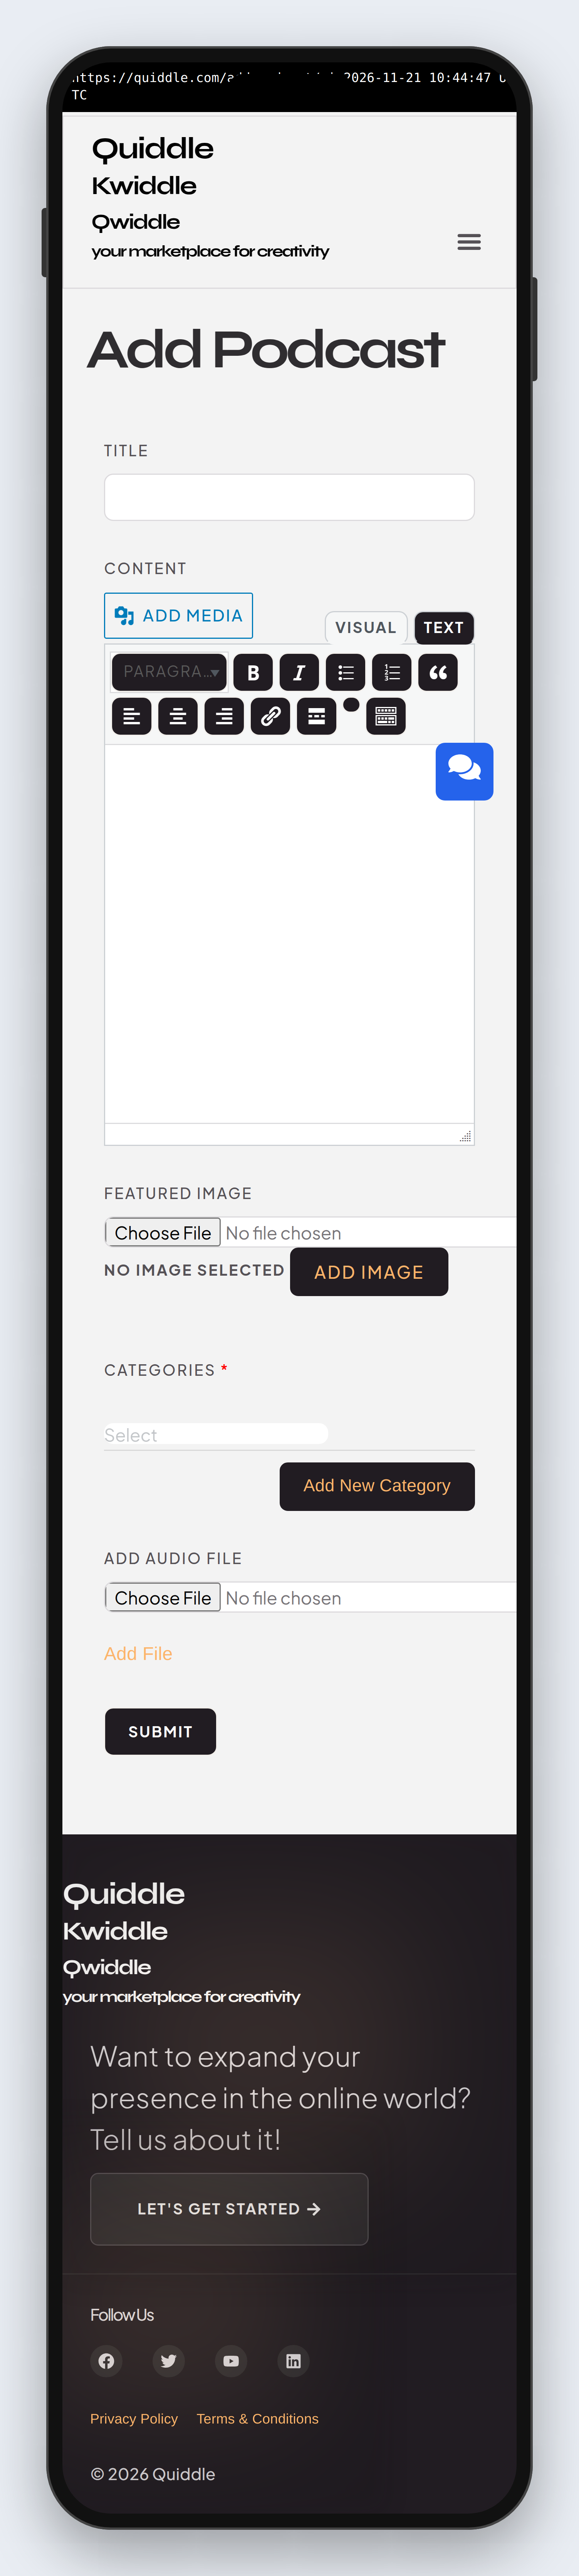 2026-11-21 10:44:47
TC
Quiddle
Kwiddle
Qwiddle
your marketplace for creativity
Add Podcast
TITLE
CONTENT
ADD MEDIA
VISUAL TEXT
PARAGRA...
B I
FEATURED IMAGE
Choose File No file chosen
NO IMAGE SELECTED ADD IMAGE
CATEGORIES *
Select
Add New Category
ADD AUDIO FILE
Choose File No file chosen
Add File
SUBMIT
Quiddle
Kwiddle
Qwiddle
your marketplace for creativity
Want to expand your
presence in the online world?
Tell us about it!
LET'S GET STARTED →
Follow Us
Privacy Policy Terms & Conditions
© 2026 Quiddle